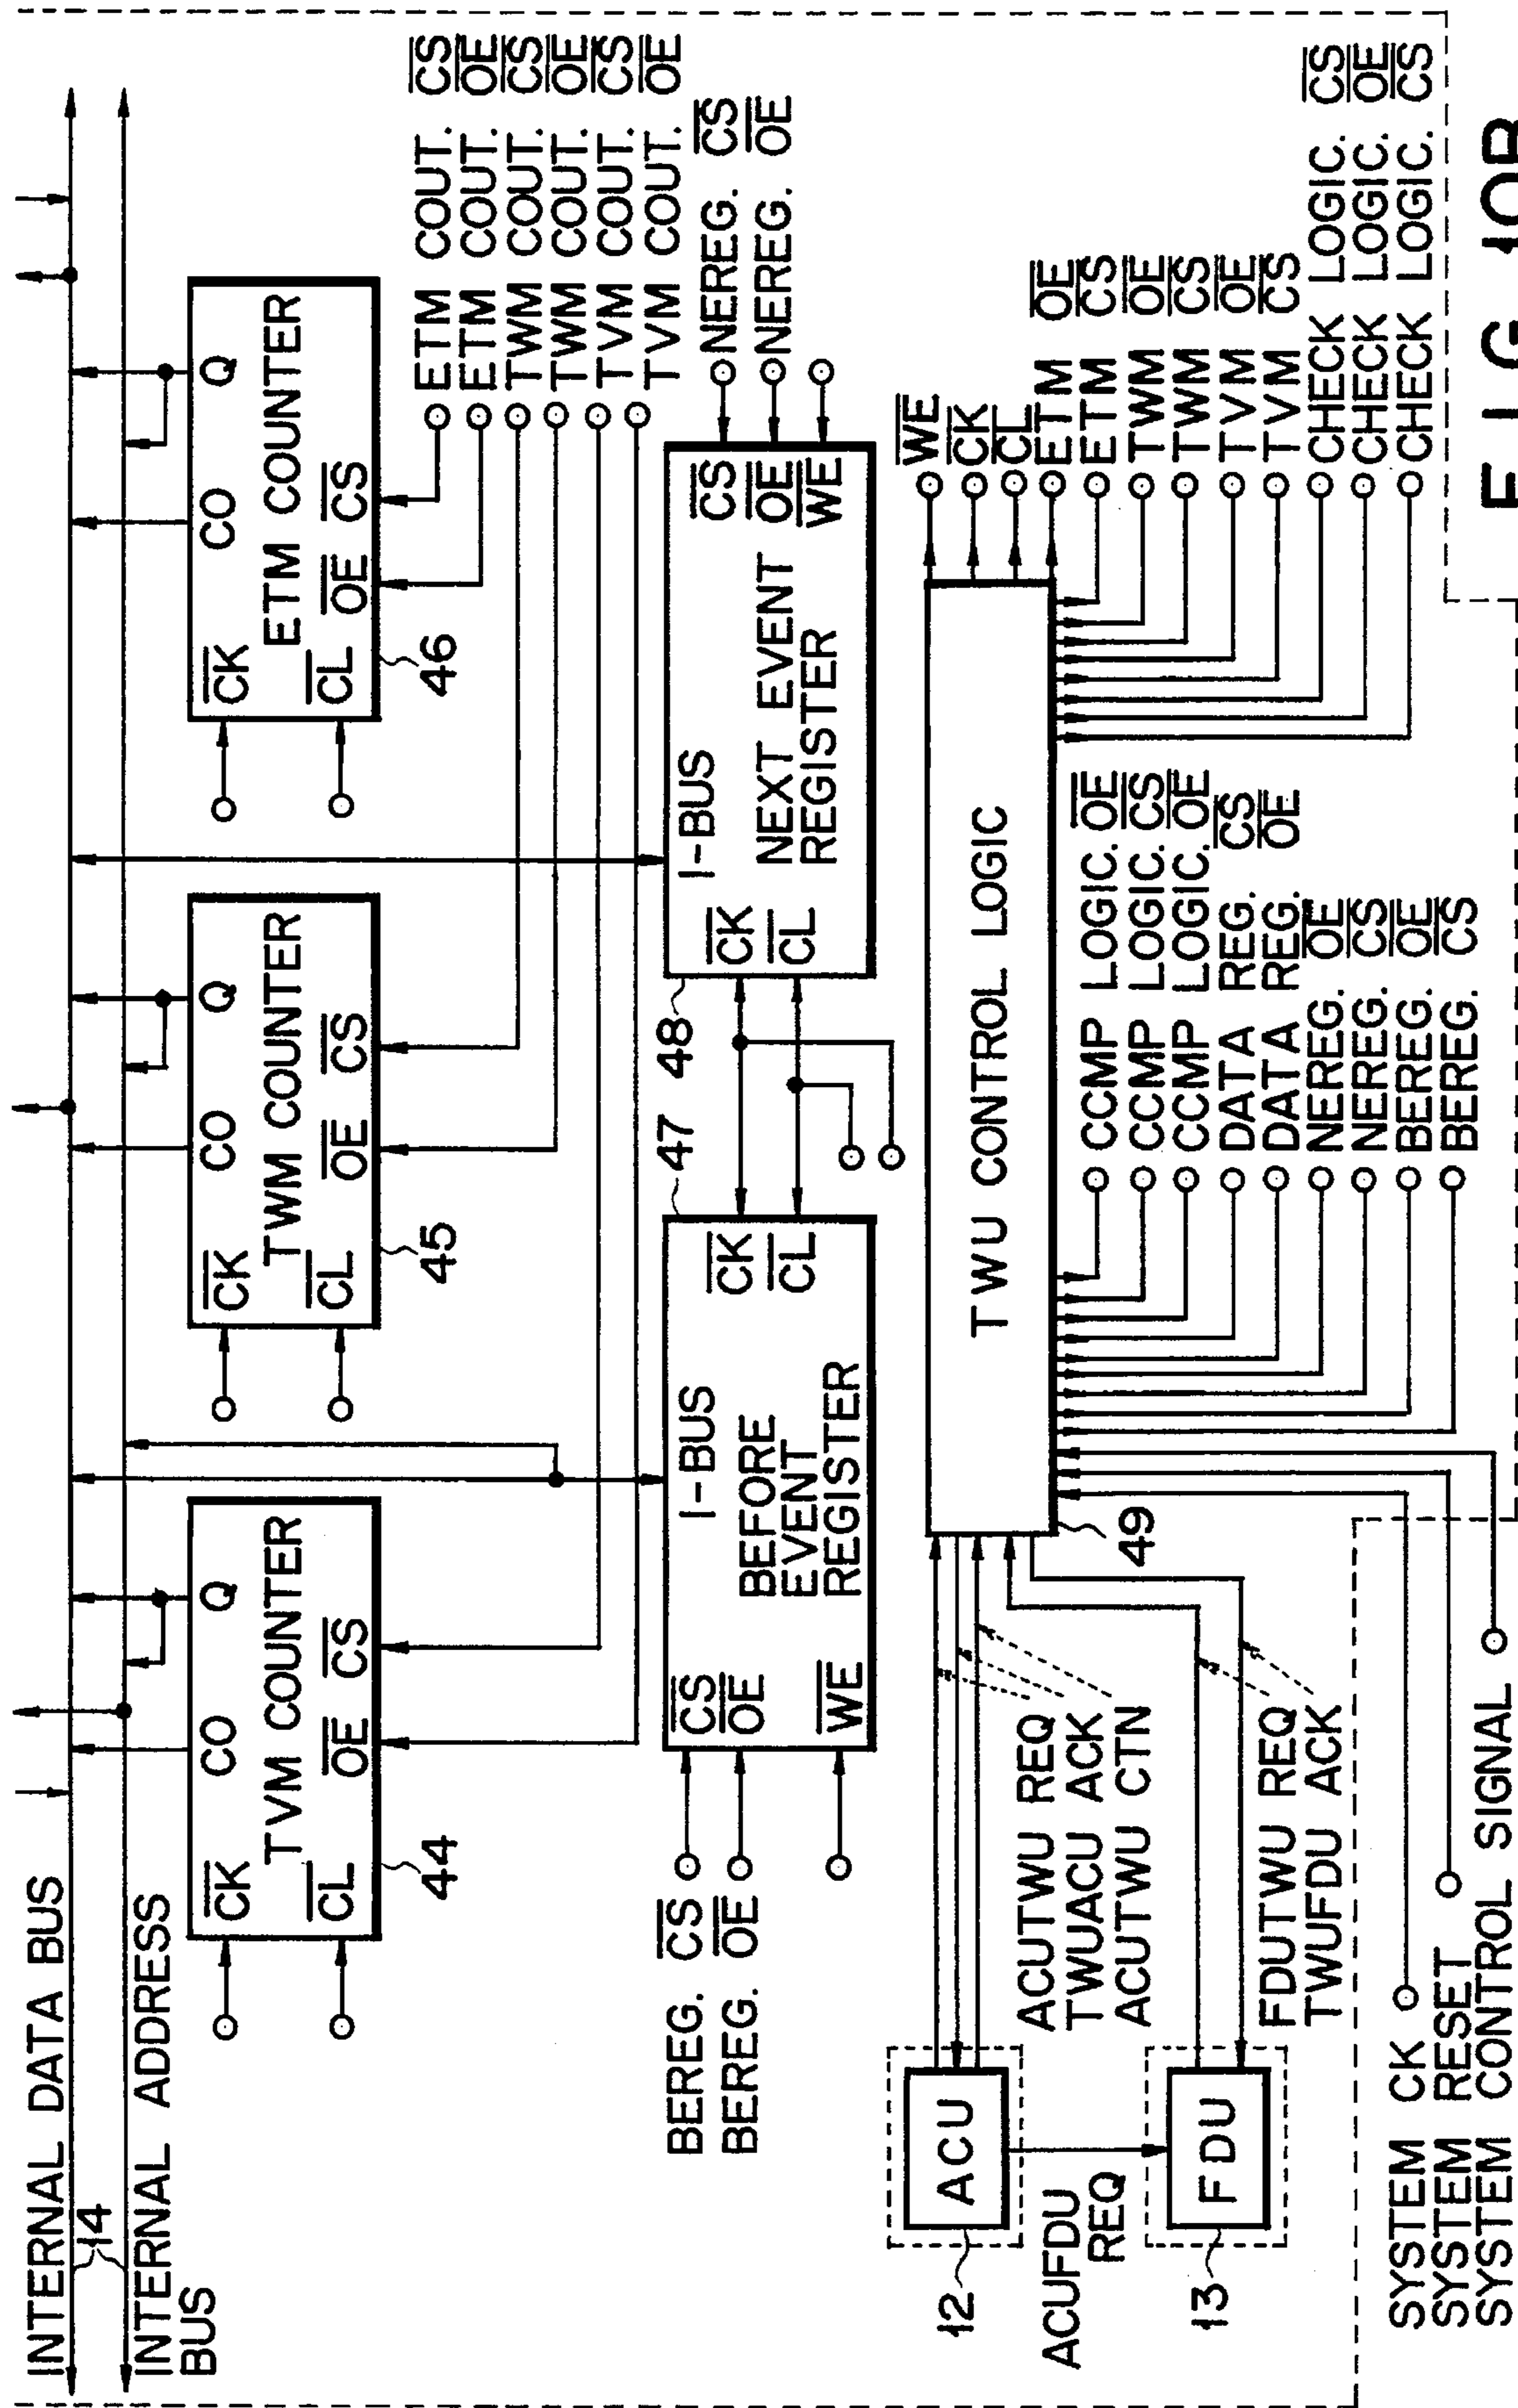 INTERNAL DATA BUS
14
INTERNAL ADDRESS
BUS
CK
CO
Q
TVM COUNTER
CL
OE
CS
44
CK
CO
Q
TWM COUNTER
CL
OE
CS
45
CK
CO
Q
ETM COUNTER
CL
OE
CS
46
ETM COUT. CS
ETM COUT. OE
TWM COUT. CS
TWM COUT. OE
TVM COUT. CS
TVM COUT. OE
BEREG. CS
BEREG. OE
CS
OE
WE
I-BUS
BEFORE
EVENT
REGISTER
CK
CL
47
48
CK
CL
I-BUS
NEXT EVENT
REGISTER
CS
OE
WE
NEREG. CS
NEREG. OE
ACU
12
ACUFDU
REQ
FDU
13
ACUTWU REQ
TWUACU ACK
ACUTWU CTN
FDUTWU REQ
TWUFDU ACK
TWU CONTROL LOGIC
49
WE
CK
CL
ETM OE
ETM CS
TWM OE
TWM CS
TVM OE
TVM CS
CHECK LOGIC. CS
CHECK LOGIC. OE
CHECK LOGIC. CS
CCMP LOGIC. OE
CCMP LOGIC. CS
CCMP LOGIC. OE
DATA REG. CS
DATA REG. OE
NEREG. OE
NEREG. CS
BEREG. OE
BEREG. CS
SYSTEM CK
SYSTEM RESET
SYSTEM CONTROL SIGNAL
FIG. 10B